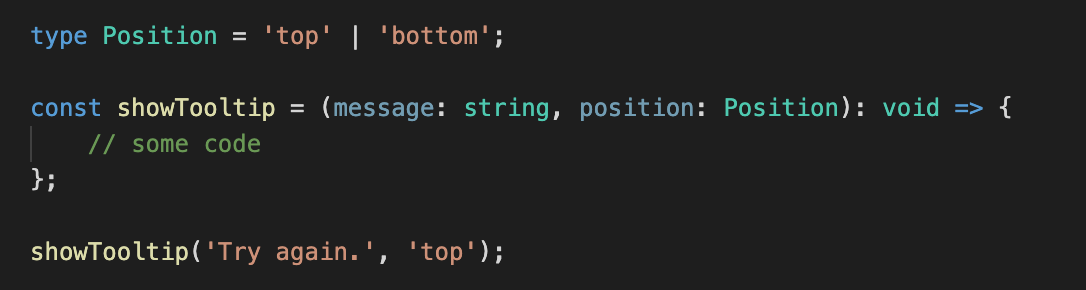 type Position = 'top' | 'bottom';
const showTooltip = (message: string, position: Position): void => {
// some code
};
showTooltip('Try again.', 'top');